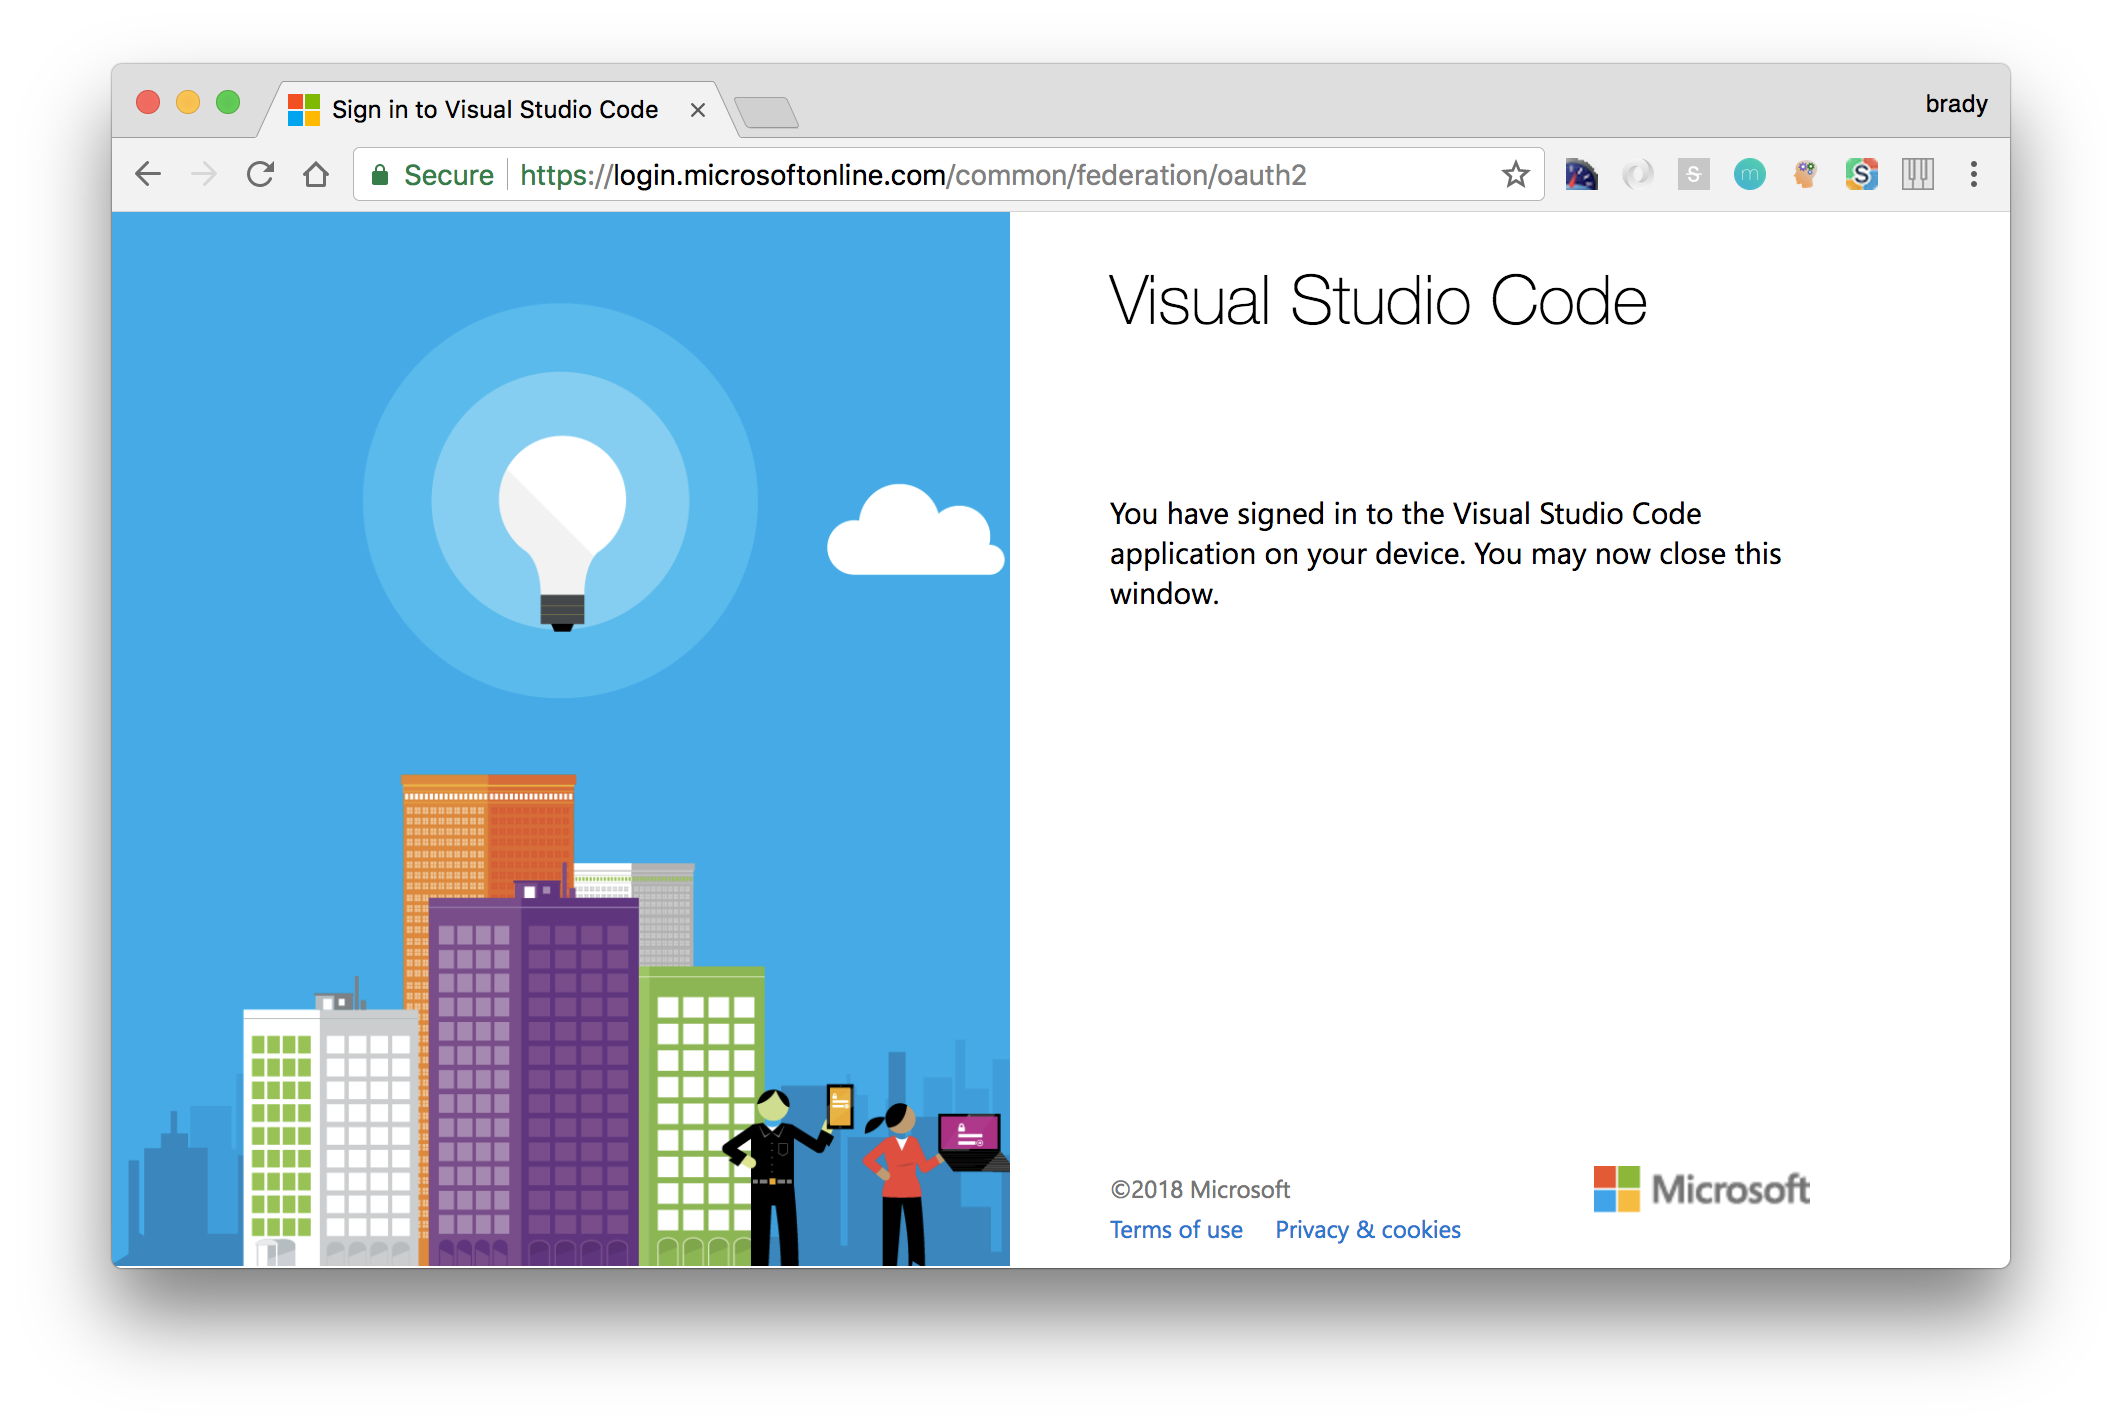 Sign in to Visual Studio Code
brady
Secure https://login.microsoftonline.com/common/federation/oauth2
Visual Studio Code
You have signed in to the Visual Studio Code
application on your device. You may now close this
window.
©2018 Microsoft
Terms of use Privacy & cookies
Microsoft